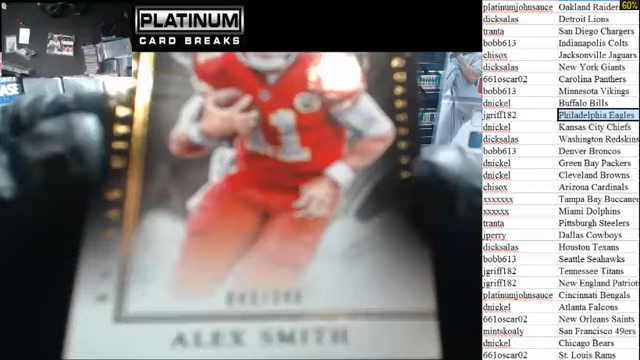 PLATINUM
CARD BREAKS
60%
platinumjohnsauce Oakland Raider
dicksalas Detroit Lions
tranta San Diego Chargers
bobb613 Indianapolis Colts
chisox Jacksonville Jaguars
dicksalas New York Giants
661oscar02 Carolina Panthers
bobb613 Minnesota Vikings
dnickel Buffalo Bills
jgriff182 Philadelphia Eagles
dnickel Kansas City Chiefs
dicksalas Washington Redskins
bobb613 Denver Broncos
dnickel Green Bay Packers
dnickel Cleveland Browns
chisox Arizona Cardinals
xxxxxxx Tampa Bay Buccanee
xxxxxx Miami Dolphins
tranta Pittsburgh Steelers
jperry Dallas Cowboys
dicksalas Houston Texans
bobb613 Seattle Seahawks
jgriff182 Tennessee Titans
jgriff182 New England Patriots
platinumjohnsauce Cincinnati Bengals
dnickel Atlanta Falcons
661oscar02 New Orleans Saints
mintskoaly San Francisco 49ers
dnickel Chicago Bears
661oscar02 St. Louis Rams
11
ALEX SMITH